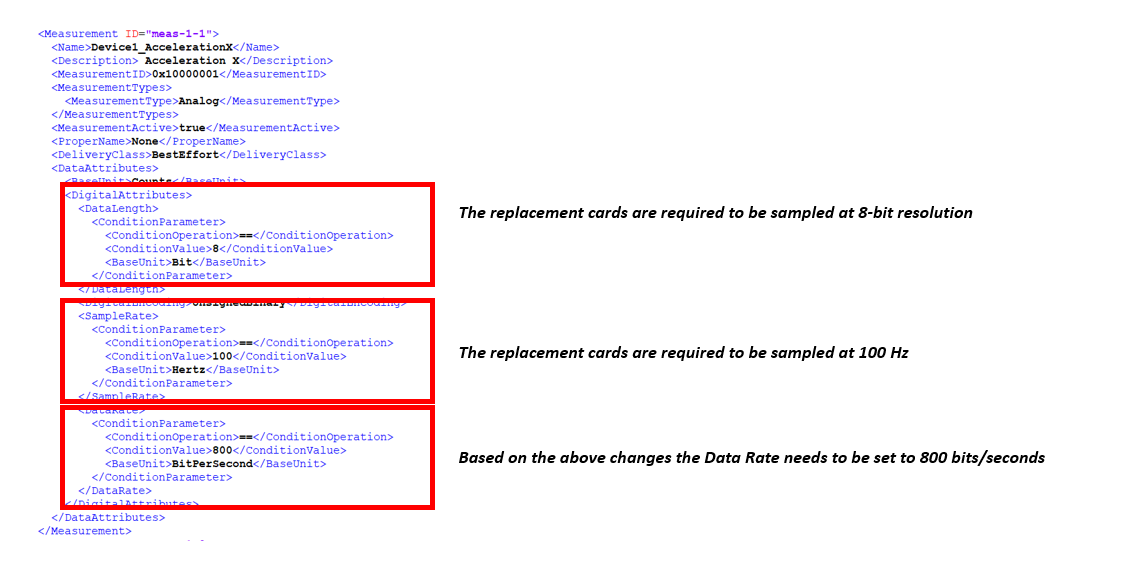 <Measurement ID="meas-1-1">
<Name>Device1_AccelerationX</Name>
<Description> Acceleration X</Description>
<MeasurementID>0x10000001</MeasurementID>
<MeasurementTypes>
<MeasurementType>Analog</MeasurementType>
</MeasurementTypes>
<MeasurementActive>true</MeasurementActive>
<ProperName>None</ProperName>
<DeliveryClass>BestEffort</DeliveryClass>
<DataAttributes>
<BaseUnit>Counts</BaseUnit>
<DigitalAttributes>
<DataLength>
The replacement cards are required to be sampled at 8-bit resolution
<ConditionParameter>
<ConditionOperation>==</ConditionOperation>
<ConditionValue>8</ConditionValue>
<BaseUnit>Bit</BaseUnit>
</ConditionParameter>
</DataLength>
<DigitalEncoding>UnsignedBinary</DigitalEncoding>
<SampleRate>
<ConditionParameter>
<ConditionOperation>==</ConditionOperation>
<ConditionValue>100</ConditionValue>
The replacement cards are required to be sampled at 100 Hz
<BaseUnit>Hertz</BaseUnit>
</ConditionParameter>
</SampleRate>
<DataRate>
<ConditionParameter>
<ConditionOperation>==</ConditionOperation>
<ConditionValue>800</ConditionValue>
<BaseUnit>BitPerSecond</BaseUnit>
Based on the above changes the Data Rate needs to be set to 800 bits/seconds
</ConditionParameter>
</DataRate>
</DigitalAttributes>
</DataAttributes>
</Measurement>